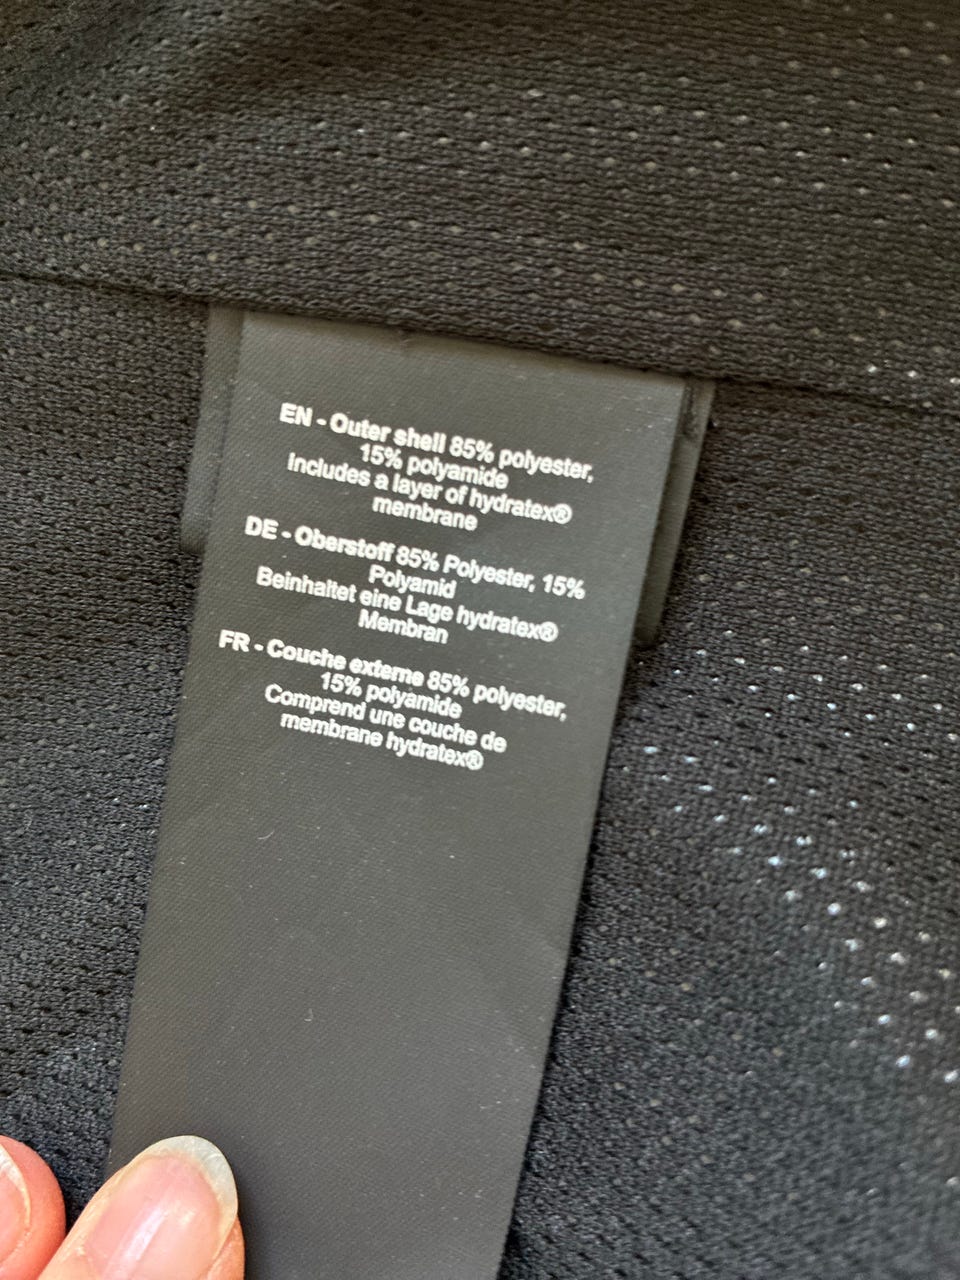 EN - Outer shell 85% polyester,
15% polyamide
Includes a layer of hydratex®
membrane
DE - Oberstoff 85% Polyester, 15%
Polyamid
Beinhaltet eine Lage hydratex®
Membran
FR - Couche externe 85% polyester,
15% polyamide
Comprend une couche de
membrane hydratex®